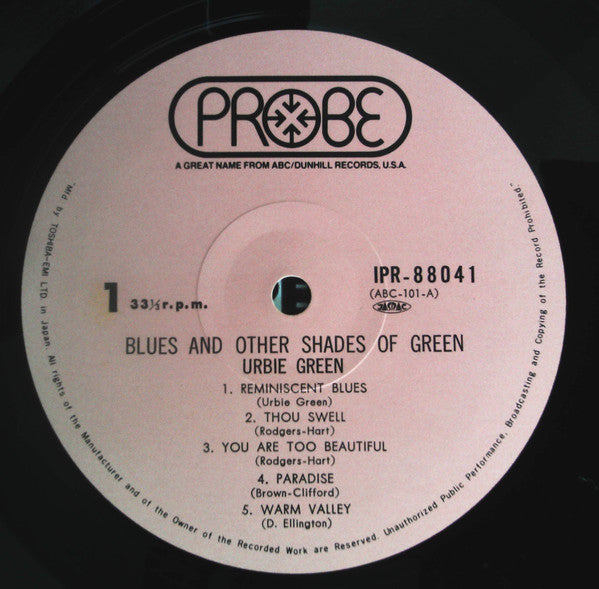 PROBE
A GREAT NAME FROM ABC/DUNHILL RECORDS, U.S.A.
IPR-88041
(ABC-101-A)
JASRAC
1 33⅓ r.p.m.
BLUES AND OTHER SHADES OF GREEN
URBIE GREEN
1. REMINISCENT BLUES
(Urbie Green)
2. THOU SWELL
(Rodgers-Hart)
3. YOU ARE TOO BEAUTIFUL
(Rodgers-Hart)
4. PARADISE
(Brown-Clifford)
5. WARM VALLEY
(D. Ellington)
"Mfd by TOSHIBA-EMI LTD. in Japan. All rights of the Manufacturer and of the Owner of the Recorded Work are Reserved. Unauthorized Public Performance, Broadcasting and Copying of the Record Prohibited."